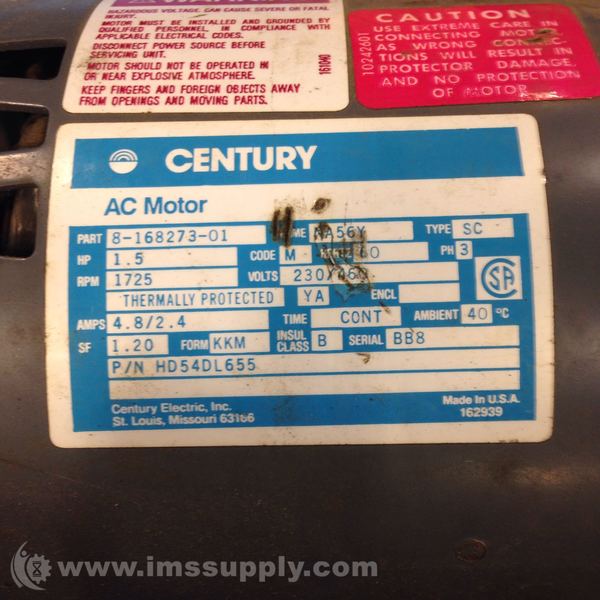 HAZARDOUS VOLTAGE. CAN CAUSE SEVERE OR FATAL
INJURY.
MOTOR MUST BE INSTALLED AND GROUNDED BY
QUALIFIED PERSONNEL, IN COMPLIANCE WITH
APPLICABLE ELECTRICAL CODES.
DISCONNECT POWER SOURCE BEFORE
SERVICING UNIT.
MOTOR SHOULD NOT BE OPERATED IN
OR NEAR EXPLOSIVE ATMOSPHERE.
KEEP FINGERS AND FOREIGN OBJECTS AWAY
FROM OPENINGS AND MOVING PARTS.
161040
CAUTION
USE EXTREME CARE IN
CONNECTING
AS WRONG
TIONS WILL RESULT IN
PROTECTOR DAMAGE
AND NO PROTECTION
OF MOTOR
10242601
CENTURY
AC Motor
PART 8-168273-01 A56Y TYPE SC
HP 1.5 CODE M HZ 60 PH 3
RPM 1725 VOLTS 230/460
THERMALLY PROTECTED YA ENCL
AMPS 4.8/2.4 TIME CONT AMBIENT 40 °C
SF 1.20 FORM KKM INSUL CLASS B SERIAL BB8
P/N HD54DL655
Century Electric, Inc.
St. Louis, Missouri 63166
Made In U.S.A.
162939
www.imssupply.com